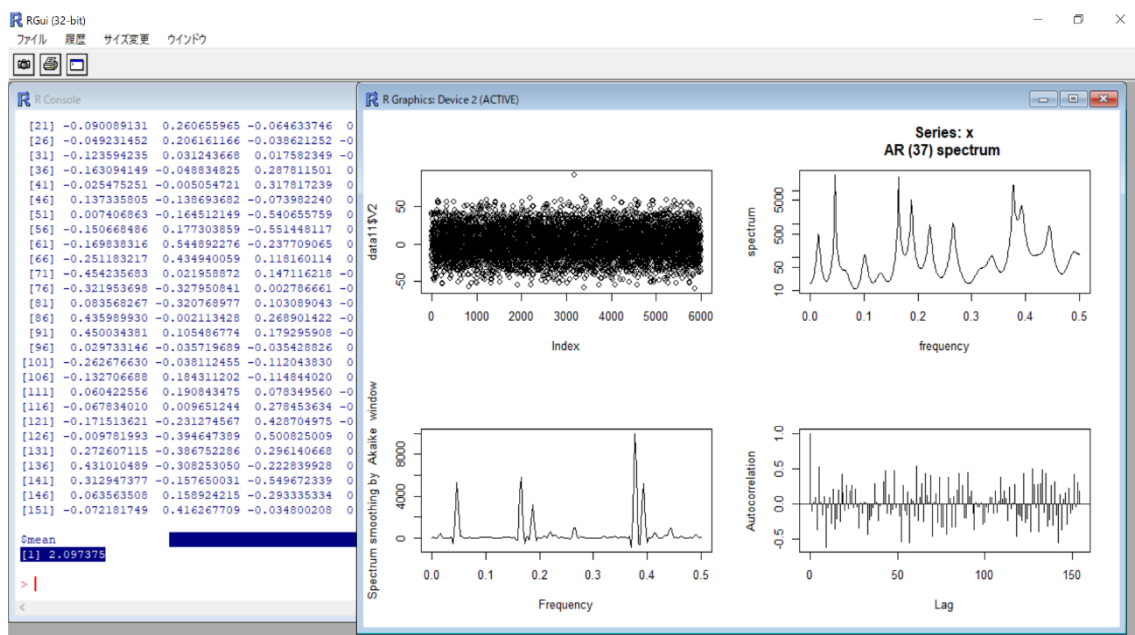 RGui (32-bit)
ファイル 履歴 サイズ変更 ウインドウ
R Console
[21] -0.090089131 0.260655965 -0.064633746 0
[26] -0.049231452 0.206161166 -0.038621252 -0
[31] -0.123594235 0.031243668 0.017582349 -0
[36] -0.163094149 -0.048834825 0.287811501 0
[41] -0.025475251 -0.005054721 0.317817239 0
[46] 0.137335805 -0.138693682 -0.073982240 0
[51] 0.007406863 -0.164512149 -0.540655759 0
[56] -0.150668486 0.177303859 -0.551448117 0
[61] -0.169838316 0.544892276 -0.237709065 0
[66] -0.251183217 0.434940059 0.118160114 0
[71] -0.454235683 0.021958872 0.147116218 -0
[76] -0.321953698 -0.327950841 0.002786661 -0
[81] 0.083568267 -0.320768977 0.103089043 -0
[86] 0.435989930 -0.002113428 0.268901422 -0
[91] 0.450034381 0.105486774 0.179295908 -0
[96] 0.029733146 -0.035719689 -0.035428826 0
[101] -0.262676630 -0.038112455 -0.112043830 0
[106] -0.132706688 0.184311202 -0.114844020 0
[111] 0.060422556 0.190843475 0.078349560 -0
[116] -0.067834010 0.009651244 0.278453634 -0
[121] -0.171513621 -0.231274567 0.428704975 -0
[126] -0.009781993 -0.394647389 0.500825009 0
[131] 0.272607115 -0.386752286 0.296140668 0
[136] 0.431010489 -0.308253050 -0.222839928 0
[141] 0.312947377 -0.157650031 -0.549672339 0
[146] 0.063563508 0.158924215 -0.293335334 0
[151] -0.072181749 0.416267709 -0.034800208 0
$mean
[1] 2.097375
>
R Graphics: Device 2 (ACTIVE)
data11$V2
50
0
-50
0 1000 2000 3000 4000 5000 6000
Index
Series: x
AR (37) spectrum
spectrum
5000
500
50
10
0.0 0.1 0.2 0.3 0.4 0.5
frequency
Spectrum smoothing by Akaike window
8000
4000
0
0.0 0.1 0.2 0.3 0.4 0.5
Frequency
Autocorrelation
1.0
0.5
0.0
-0.5
0 50 100 150
Lag